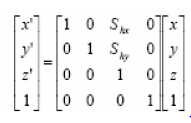 [x'] [1 0 S_hx 0] [x]
[y'] = [0 1 S_hy 0] [y]
[z'] [0 0 1 0] [z]
[1] [0 0 0 1] [1]